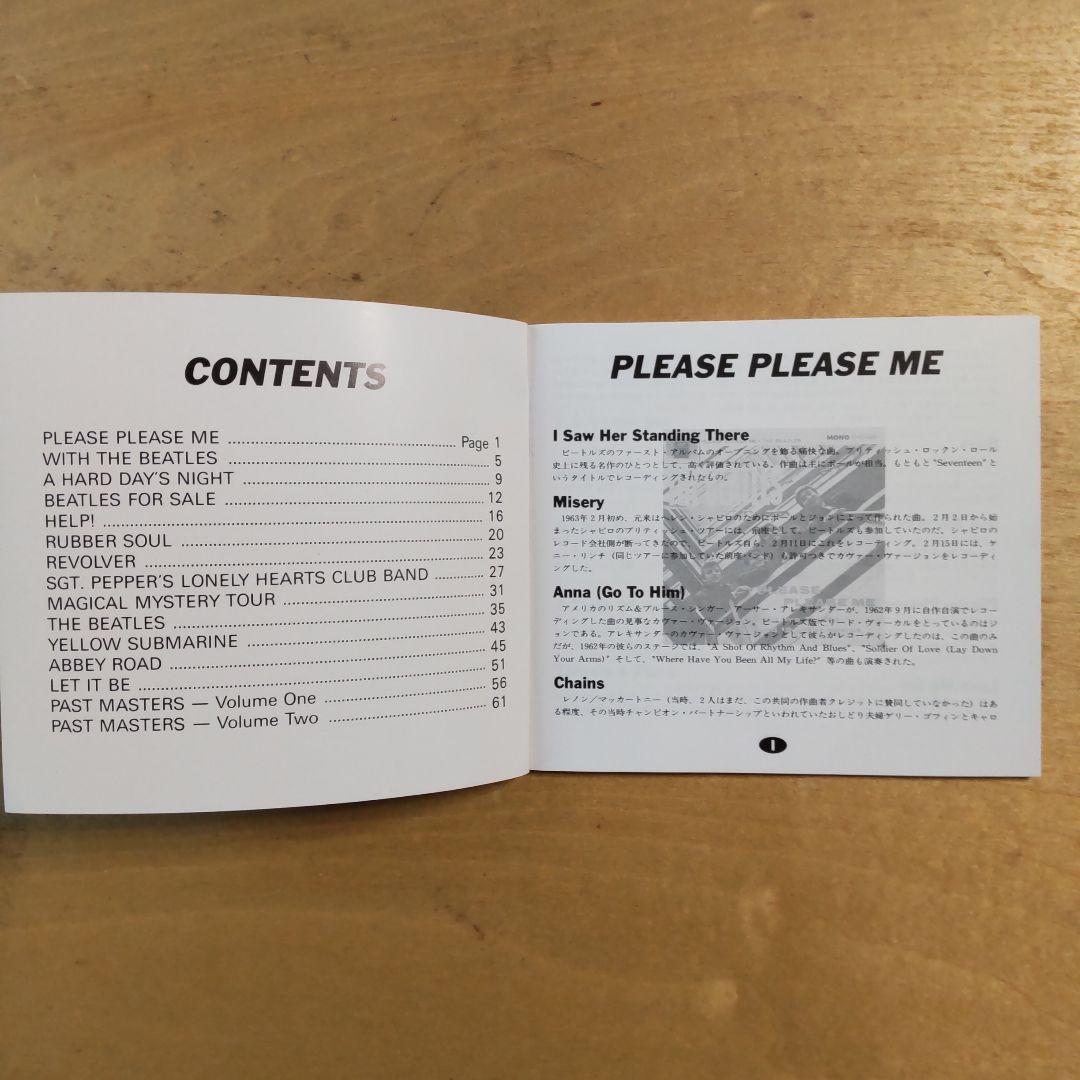 CONTENTS
PLEASE PLEASE ME ........ Page 1
WITH THE BEATLES ........ 5
A HARD DAY'S NIGHT ........ 9
BEATLES FOR SALE ........ 12
HELP! ........ 16
RUBBER SOUL ........ 20
REVOLVER ........ 23
SGT. PEPPER'S LONELY HEARTS CLUB BAND ........ 27
MAGICAL MYSTERY TOUR ........ 31
THE BEATLES ........ 35
YELLOW SUBMARINE ........ 43
ABBEY ROAD ........ 45
LET IT BE ........ 51
PAST MASTERS — Volume One ........ 56
PAST MASTERS — Volume Two ........ 61
PLEASE PLEASE ME
I Saw Her Standing There
ビートルズのファースト・アルバムのオープニングを飾る痛快な曲。ブリティッシュ・ロックン・ロール
史上に残る名作のひとつとして、高く評価されている。作曲は主にポールが担当。もともと"Seventeen"と
いうタイトルでレコーディングされたもの。
Misery
1963年2月初め、元来はヘレン・シャピロのためにポールとジョンによって作られた曲。2月2日から始
まったシャピロのブリティッシュ・ツアーには、前座として、ビートルズも参加していたのだ。シャピロの
レコード会社側が断ってきたので、ビートルズ自ら、2月11日にこれをレコーディング。2月15日には、ケ
ニー・リンチ（同じツアーに参加していた前座バンド）も許可つきでカヴァー・ヴァージョンをレコーディ
ングした。
Anna (Go To Him)
アメリカのリズム&ブルース・シンガー、アーサー・アレキサンダーが、1962年9月に自作自演でレコー
ディングした曲の見事なカヴァー・ヴァージョン。ビートルズ版でリード・ヴォーカルをとっているのはジ
ョンである。アレキサンダーのカヴァー・ヴァージョンとして彼らがレコーディングしたのは、この曲のみ
だが、1962年の彼らのステージでは、"A Shot Of Rhythm And Blues"、"Soldier Of Love (Lay Down
Your Arms)"そして、"Where Have You Been All My Life?"等の曲も演奏された。
Chains
レノン／マッカートニー（当時、2人はまだ、この共同の作曲者クレジットに賛同していなかった）はあ
る程度、その当時チャンピオン・パートナーシップといわれていたおしどり夫婦ゲリー・ゴフィンとキャロ
MONO
PLEASE
PLEASE ME
1